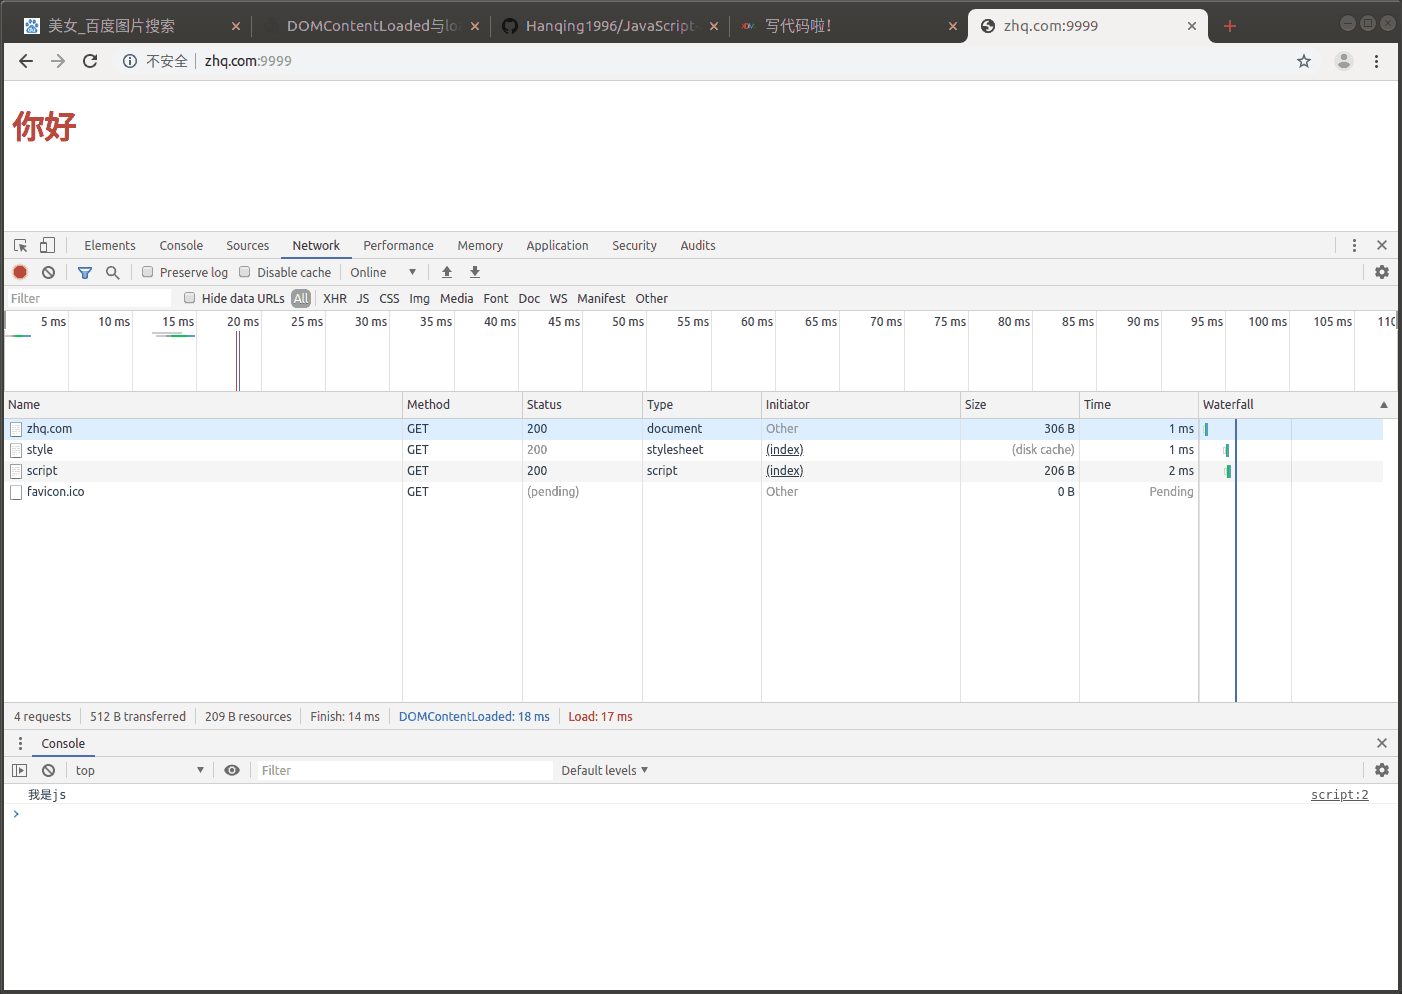 美女_百度图片搜索
DOMContentLoaded与lo
Hanqing1996/JavaScript-
写代码啦！
zhq.com:9999
不安全 zhq.com:9999
你好
Elements Console Sources Network Performance Memory Application Security Audits
Preserve log Disable cache Online
Filter Hide data URLs All XHR JS CSS Img Media Font Doc WS Manifest Other
5 ms 10 ms 15 ms 20 ms 25 ms 30 ms 35 ms 40 ms 45 ms 50 ms 55 ms 60 ms 65 ms 70 ms 75 ms 80 ms 85 ms 90 ms 95 ms 100 ms 105 ms 110
Name Method Status Type Initiator Size Time Waterfall
zhq.com GET 200 document Other 306 B 1 ms
style GET 200 stylesheet (index) (disk cache) 1 ms
script GET 200 script (index) 206 B 2 ms
favicon.ico GET (pending) Other 0 B Pending
4 requests 512 B transferred 209 B resources Finish: 14 ms DOMContentLoaded: 18 ms Load: 17 ms
Console
top Filter Default levels
我是js script:2